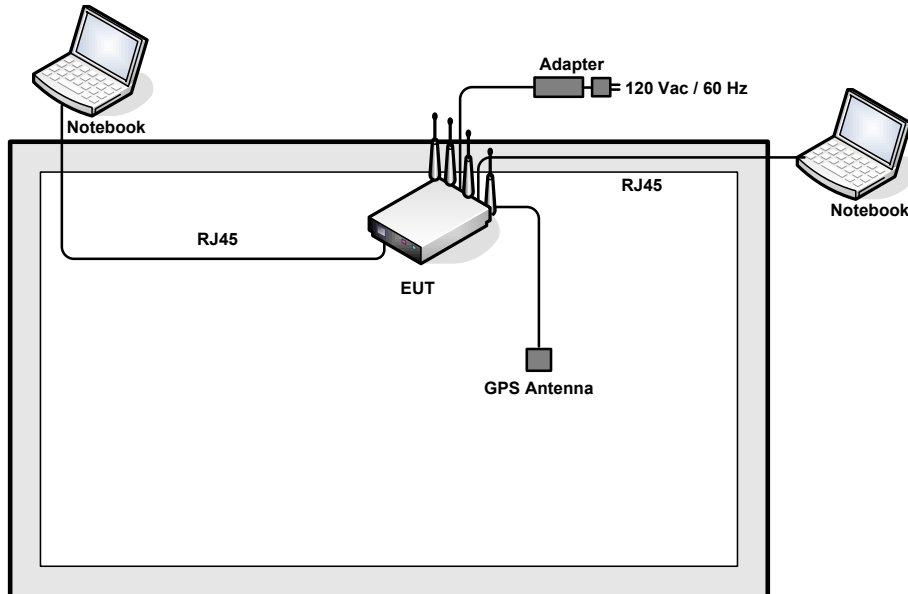 Adapter
120 Vac / 60 Hz
Notebook
RJ45
Notebook
RJ45
EUT
GPS Antenna